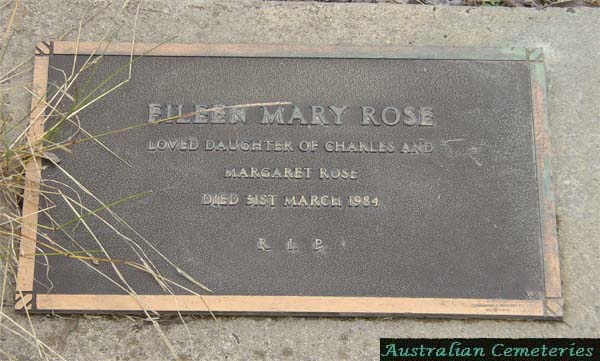 EILEEN MARY ROSE
LOVED DAUGHTER OF CHARLES AND
MARGARET ROSE
DIED 31ST MARCH 1984
R. I. P.
Australian Cemeteries